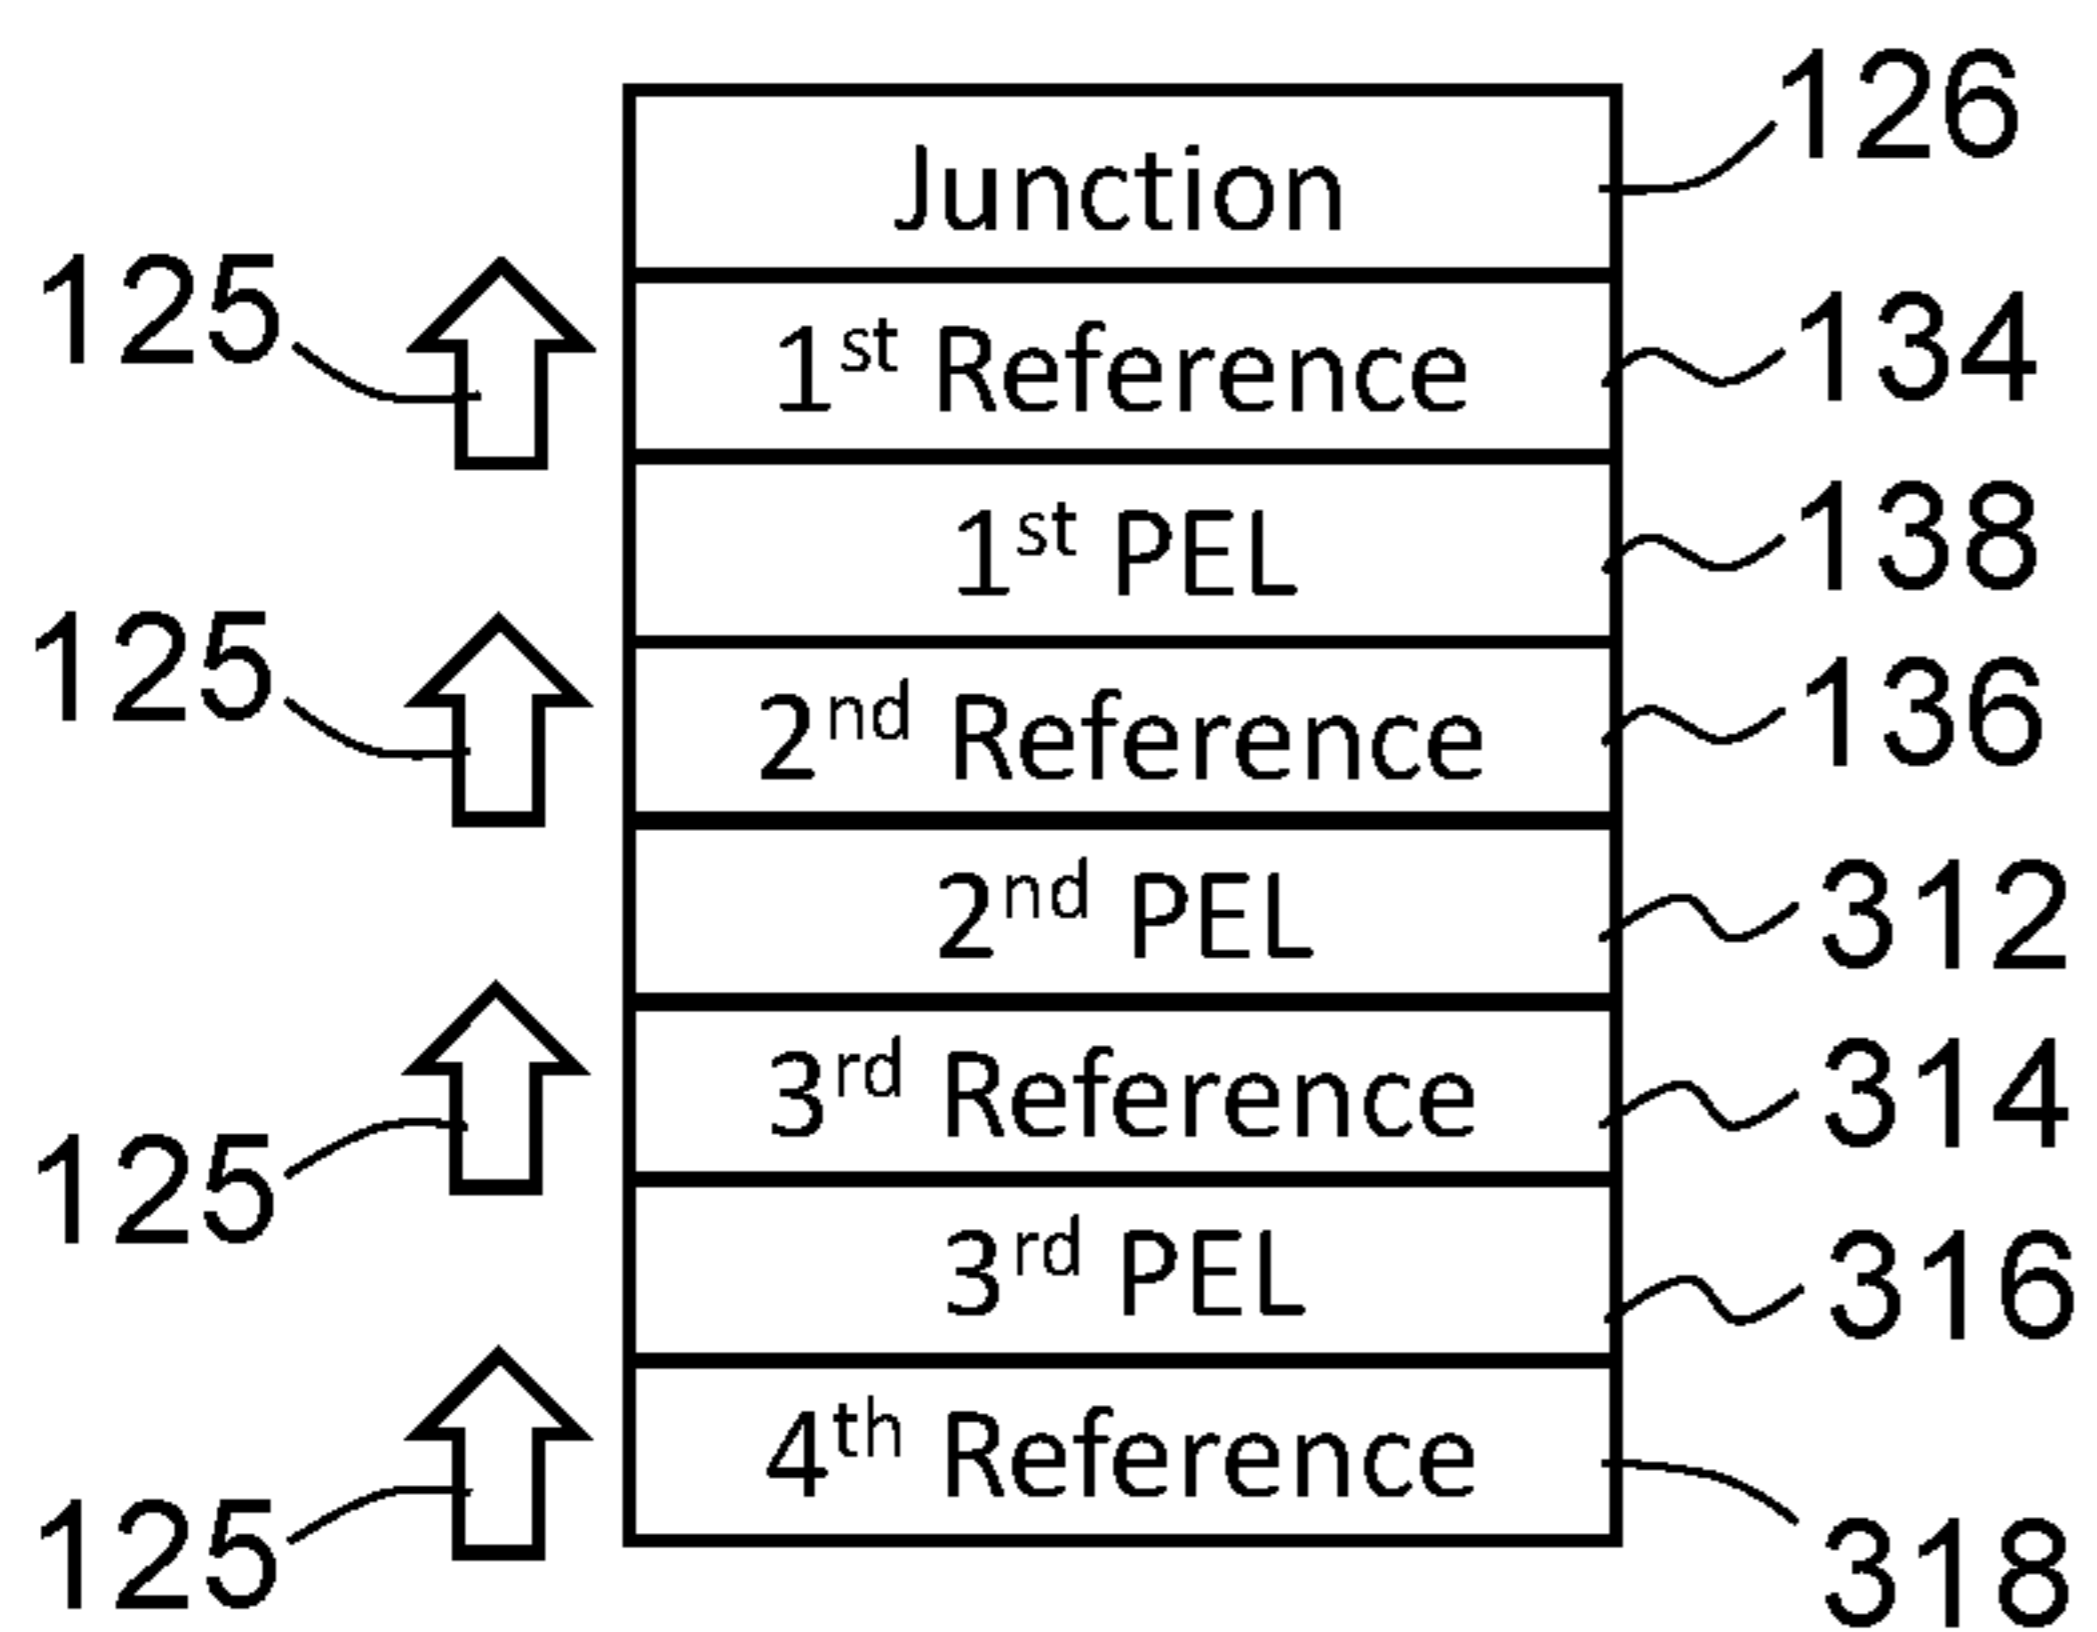 126
Junction
125
1st Reference
134
1st PEL
138
125
2nd Reference
136
2nd PEL
312
3rd Reference
314
125
3rd PEL
316
4th Reference
125
318